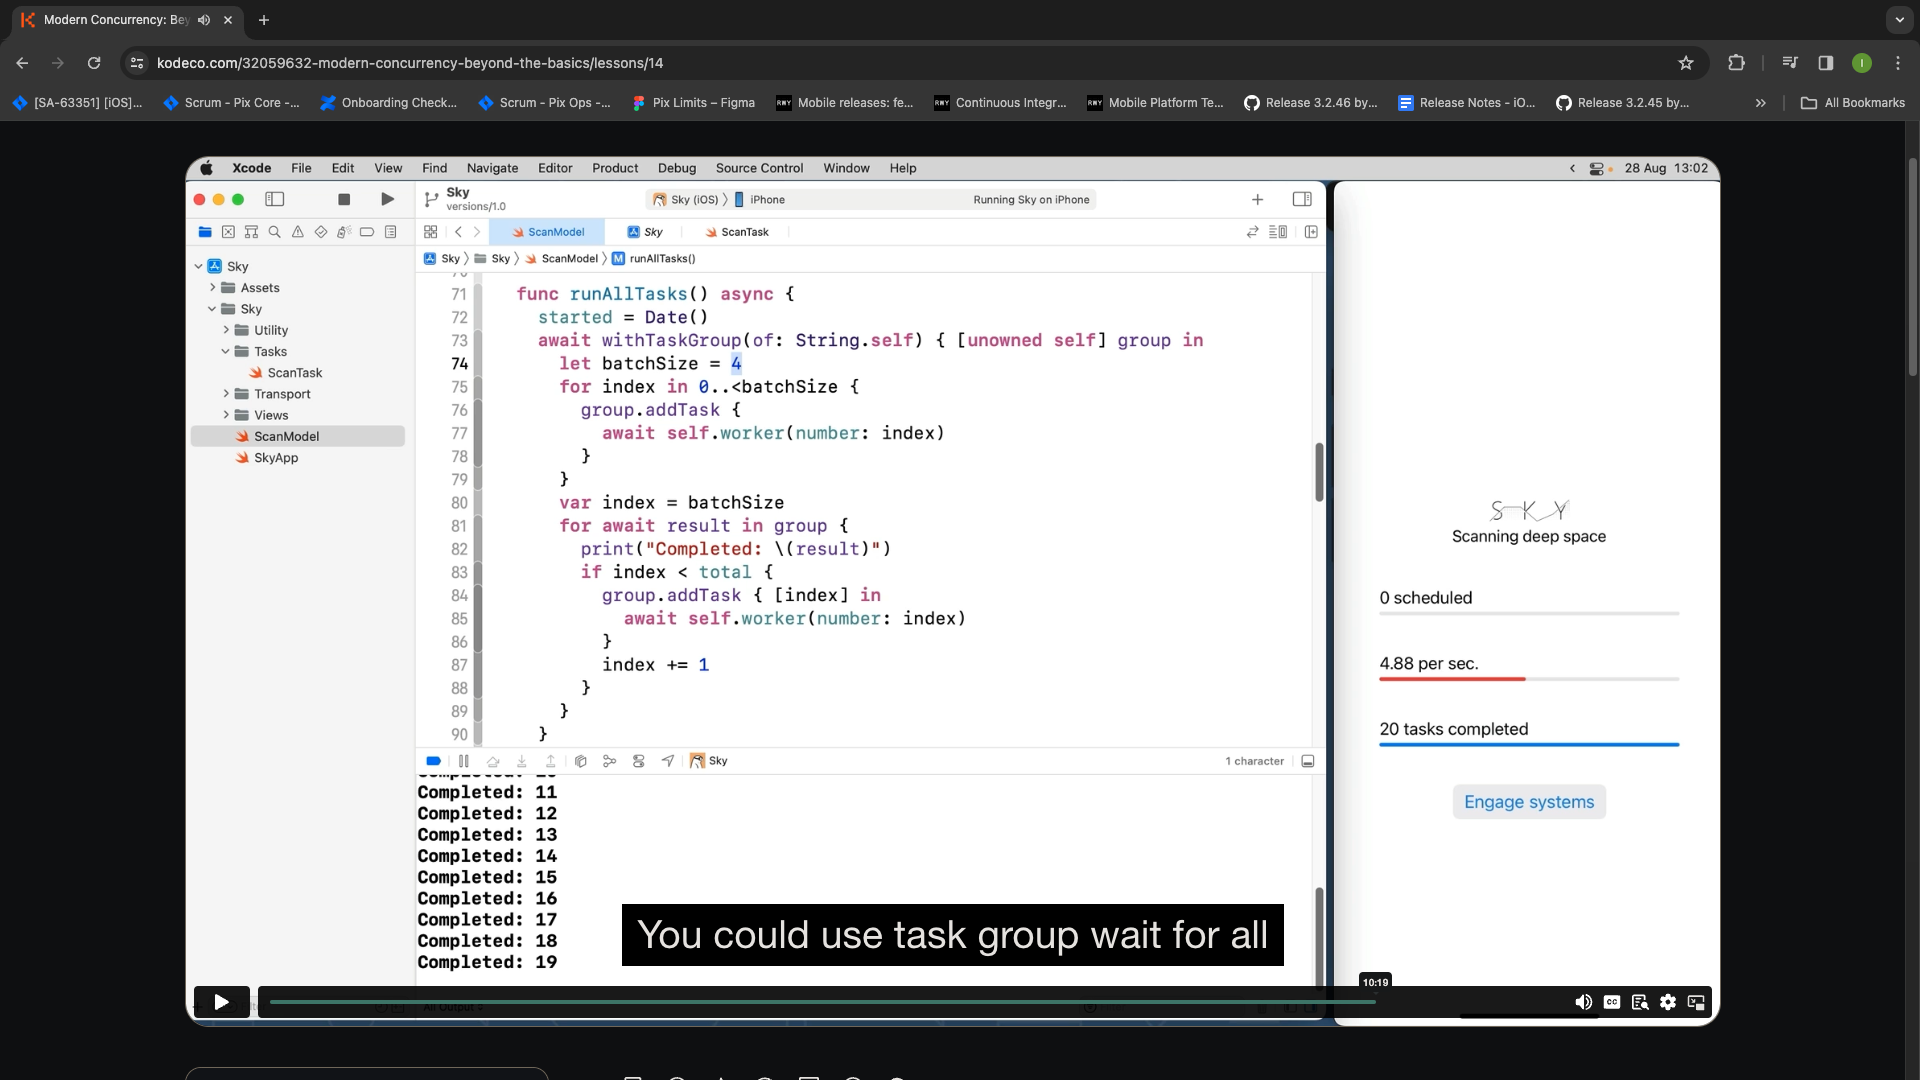 Modern Concurrency: Bey
kodeco.com/32059632-modern-concurrency-beyond-the-basics/lessons/14
I
[SA-63351] [iOS]...
Scrum - Pix Core -...
Onboarding Check...
Scrum - Pix Ops -...
Pix Limits – Figma
RWY Mobile releases: fe...
RWY Continuous Integr...
RWY Mobile Platform Te...
Release 3.2.46 by...
Release Notes - iO...
Release 3.2.45 by...
»
All Bookmarks
Xcode File Edit View Find Navigate Editor Product Debug Source Control Window Help
28 Aug 13:02
Sky
versions/1.0
Sky (iOS) 〉 iPhone
Running Sky on iPhone
ScanModel
Sky
ScanTask
Sky 〉 Sky 〉 ScanModel 〉 M runAllTasks()
Sky
Assets
Sky
Utility
Tasks
ScanTask
Transport
Views
ScanModel
SkyApp
71 func runAllTasks() async {
72 started = Date()
73 await withTaskGroup(of: String.self) { [unowned self] group in
74 let batchSize = 4
75 for index in 0..<batchSize {
76 group.addTask {
77 await self.worker(number: index)
78 }
79 }
80 var index = batchSize
81 for await result in group {
82 print("Completed: \(result)")
83 if index < total {
84 group.addTask { [index] in
85 await self.worker(number: index)
86 }
87 index += 1
88 }
89 }
90 }
Sky
1 character
Completed: 11
Completed: 12
Completed: 13
Completed: 14
Completed: 15
Completed: 16
Completed: 17
Completed: 18
Completed: 19
S K Y
Scanning deep space
0 scheduled
4.88 per sec.
20 tasks completed
Engage systems
You could use task group wait for all
10:19
CC